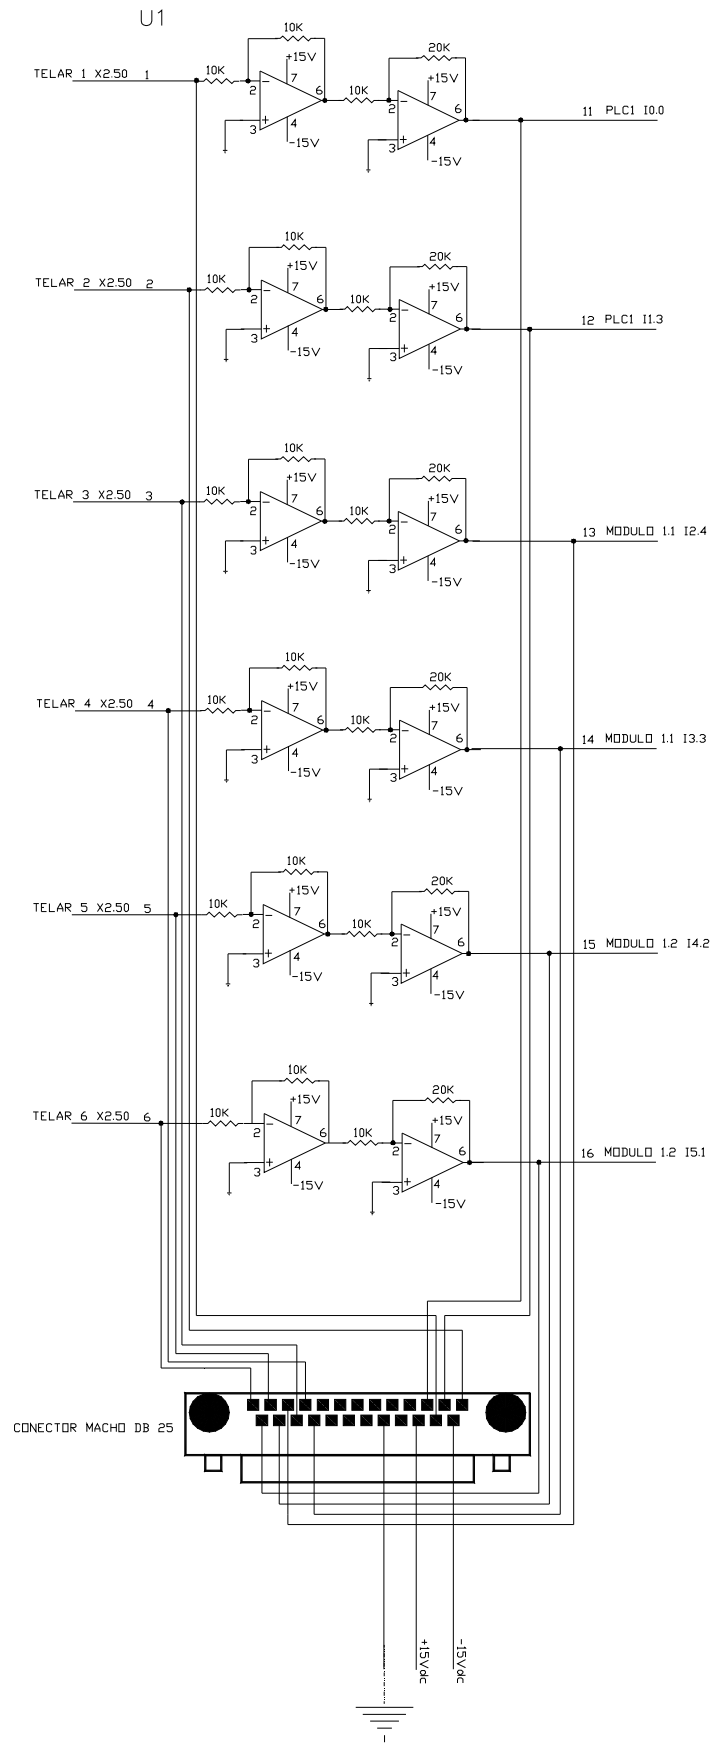 U1
10K
20K
+15V
+15V
TELAR 1 X2.50 1
10K
7
7
10K
2
6
2
6
11 PLC1 I0.0
3
4
3
4
-15V
-15V
10K
20K
+15V
+15V
TELAR 2 X2.50 2
10K
7
7
10K
2
6
2
6
12 PLC1 I1.3
3
4
3
4
-15V
-15V
10K
20K
+15V
+15V
TELAR 3 X2.50 3
10K
7
7
10K
2
6
2
6
13 MODULO 1.1 I2.4
3
4
3
4
-15V
-15V
10K
20K
+15V
+15V
TELAR 4 X2.50 4
10K
7
7
10K
2
6
2
6
14 MODULO 1.1 I3.3
3
4
3
4
-15V
-15V
10K
20K
+15V
+15V
TELAR 5 X2.50 5
10K
7
7
10K
2
6
2
6
15 MODULO 1.2 I4.2
3
4
3
4
-15V
-15V
10K
20K
+15V
+15V
TELAR 6 X2.50 6
10K
7
7
10K
2
6
2
6
16 MODULO 1.2 I5.1
3
4
3
4
-15V
-15V
CONECTOR MACHO DB 25
+15Vdc
-15Vdc